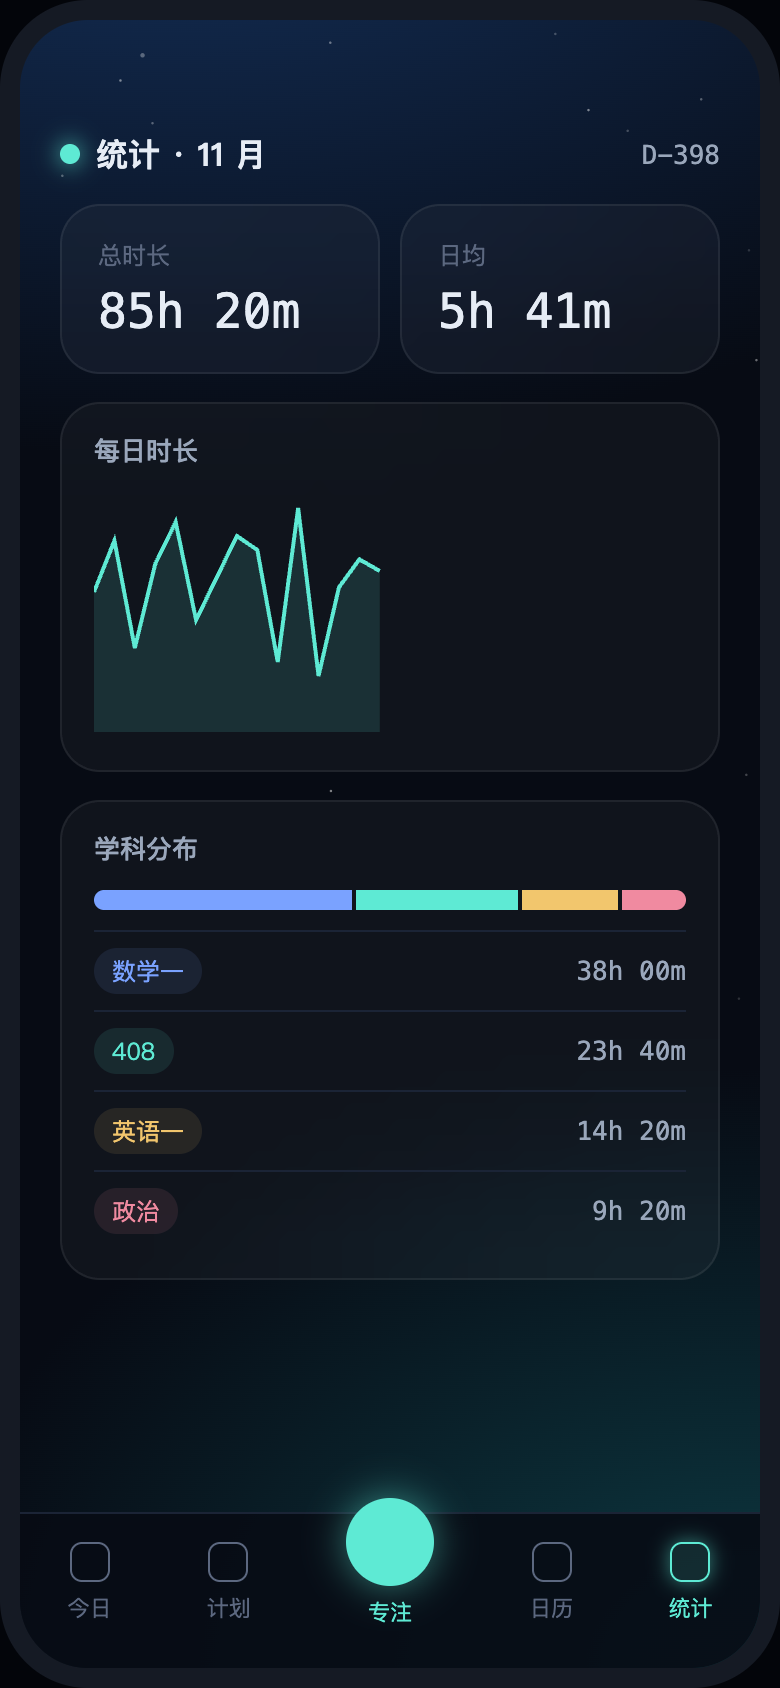 统计 · 11 月
D−398
总时长
85h 20m
日均
5h 41m
每日时长
学科分布
数学一
38h 00m
408
23h 40m
英语一
14h 20m
政治
9h 20m
今日
计划
专注
日历
统计